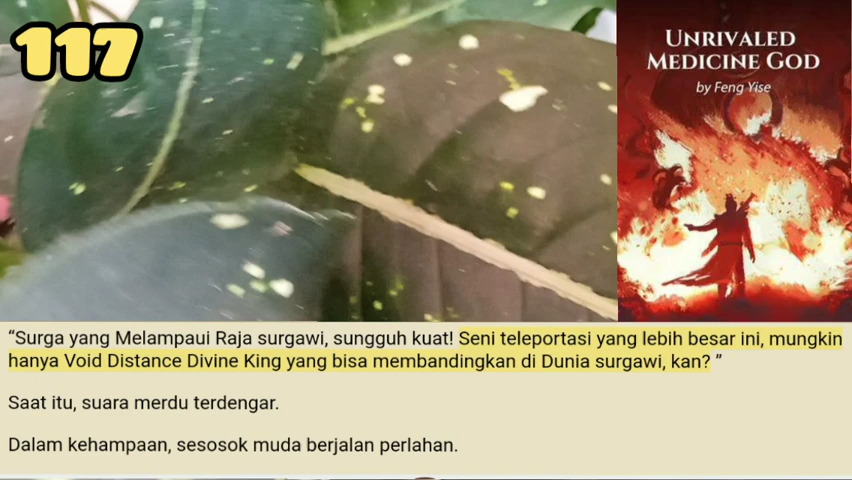 117
UNRIVALED
MEDICINE GOD
by Feng Yise
“Surga yang Melampaui Raja surgawi, sungguh kuat! Seni teleportasi yang lebih besar ini, mungkin
hanya Void Distance Divine King yang bisa membandingkan di Dunia surgawi, kan? ”
Saat itu, suara merdu terdengar.
Dalam kehampaan, sesosok muda berjalan perlahan.